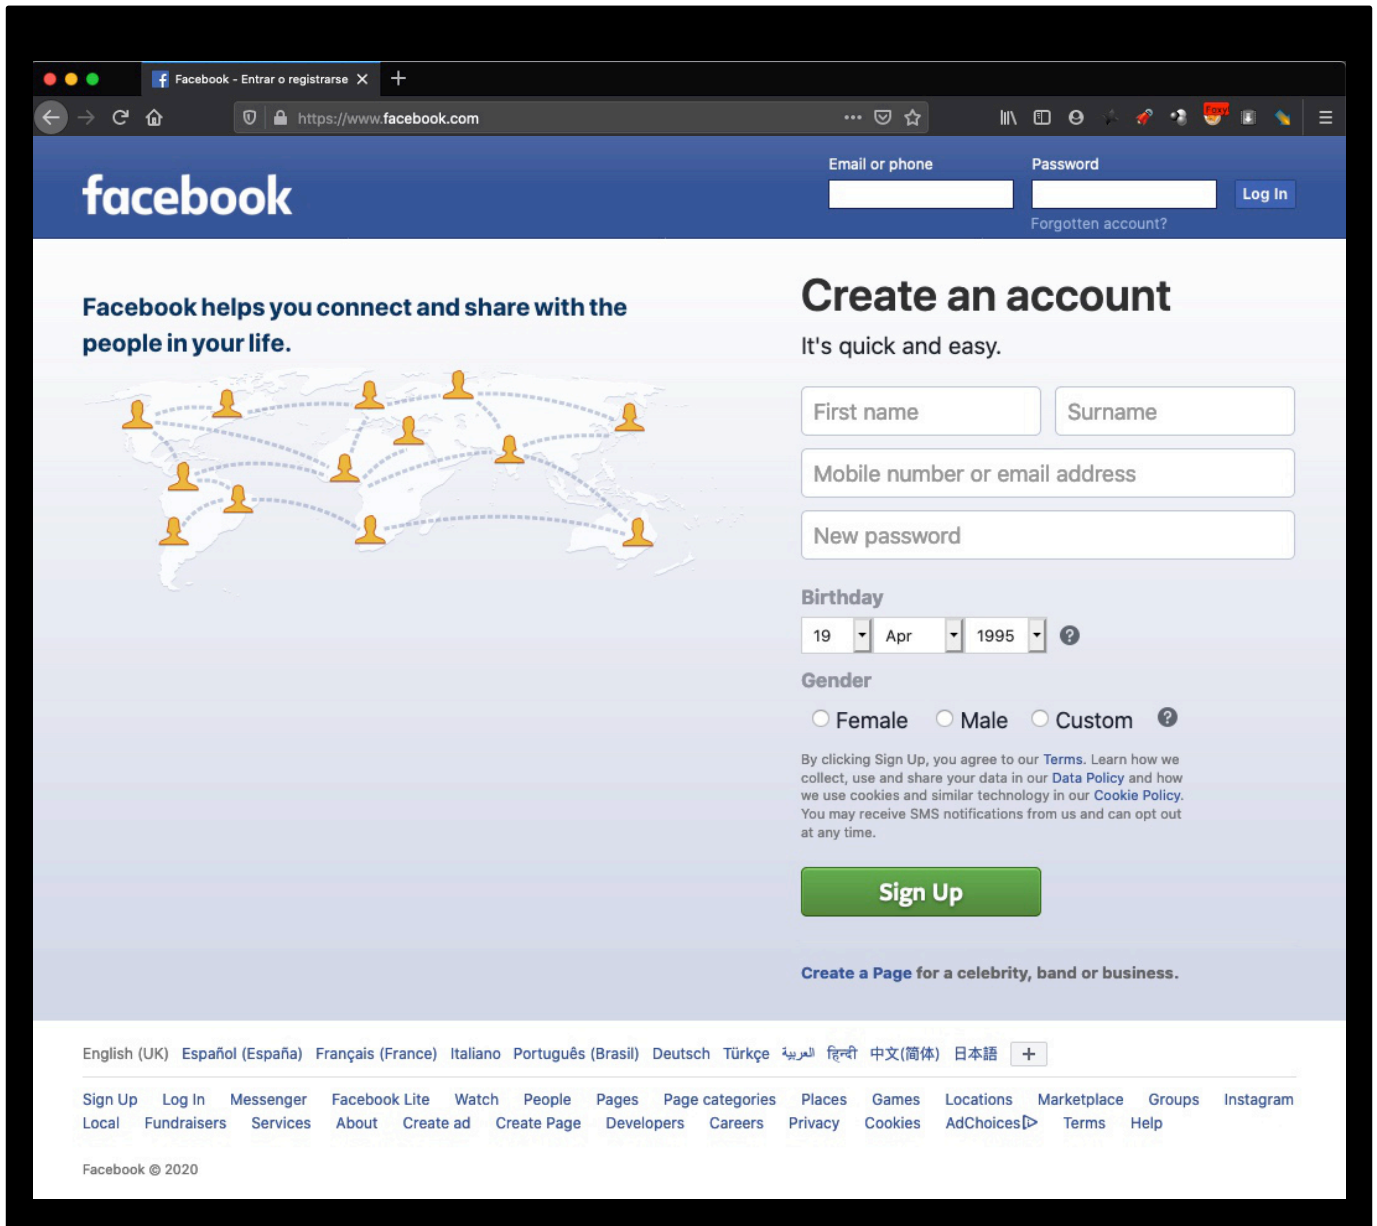 Facebook - Entrar o registrarse
https://www.facebook.com
Foxy!
facebook
Email or phone
Password
Log In
Forgotten account?
Facebook helps you connect and share with the
people in your life.
Create an account
It's quick and easy.
First name
Surname
Mobile number or email address
New password
Birthday
19 Apr 1995
Gender
Female Male Custom
By clicking Sign Up, you agree to our Terms. Learn how we
collect, use and share your data in our Data Policy and how
we use cookies and similar technology in our Cookie Policy.
You may receive SMS notifications from us and can opt out
at any time.
Sign Up
Create a Page for a celebrity, band or business.
English (UK) Español (España) Français (France) Italiano Português (Brasil) Deutsch Türkçe العربية हिन्दी 中文(简体) 日本語
Sign Up Log In Messenger Facebook Lite Watch People Pages Page categories Places Games Locations Marketplace Groups Instagram
Local Fundraisers Services About Create ad Create Page Developers Careers Privacy Cookies AdChoices Terms Help
Facebook © 2020